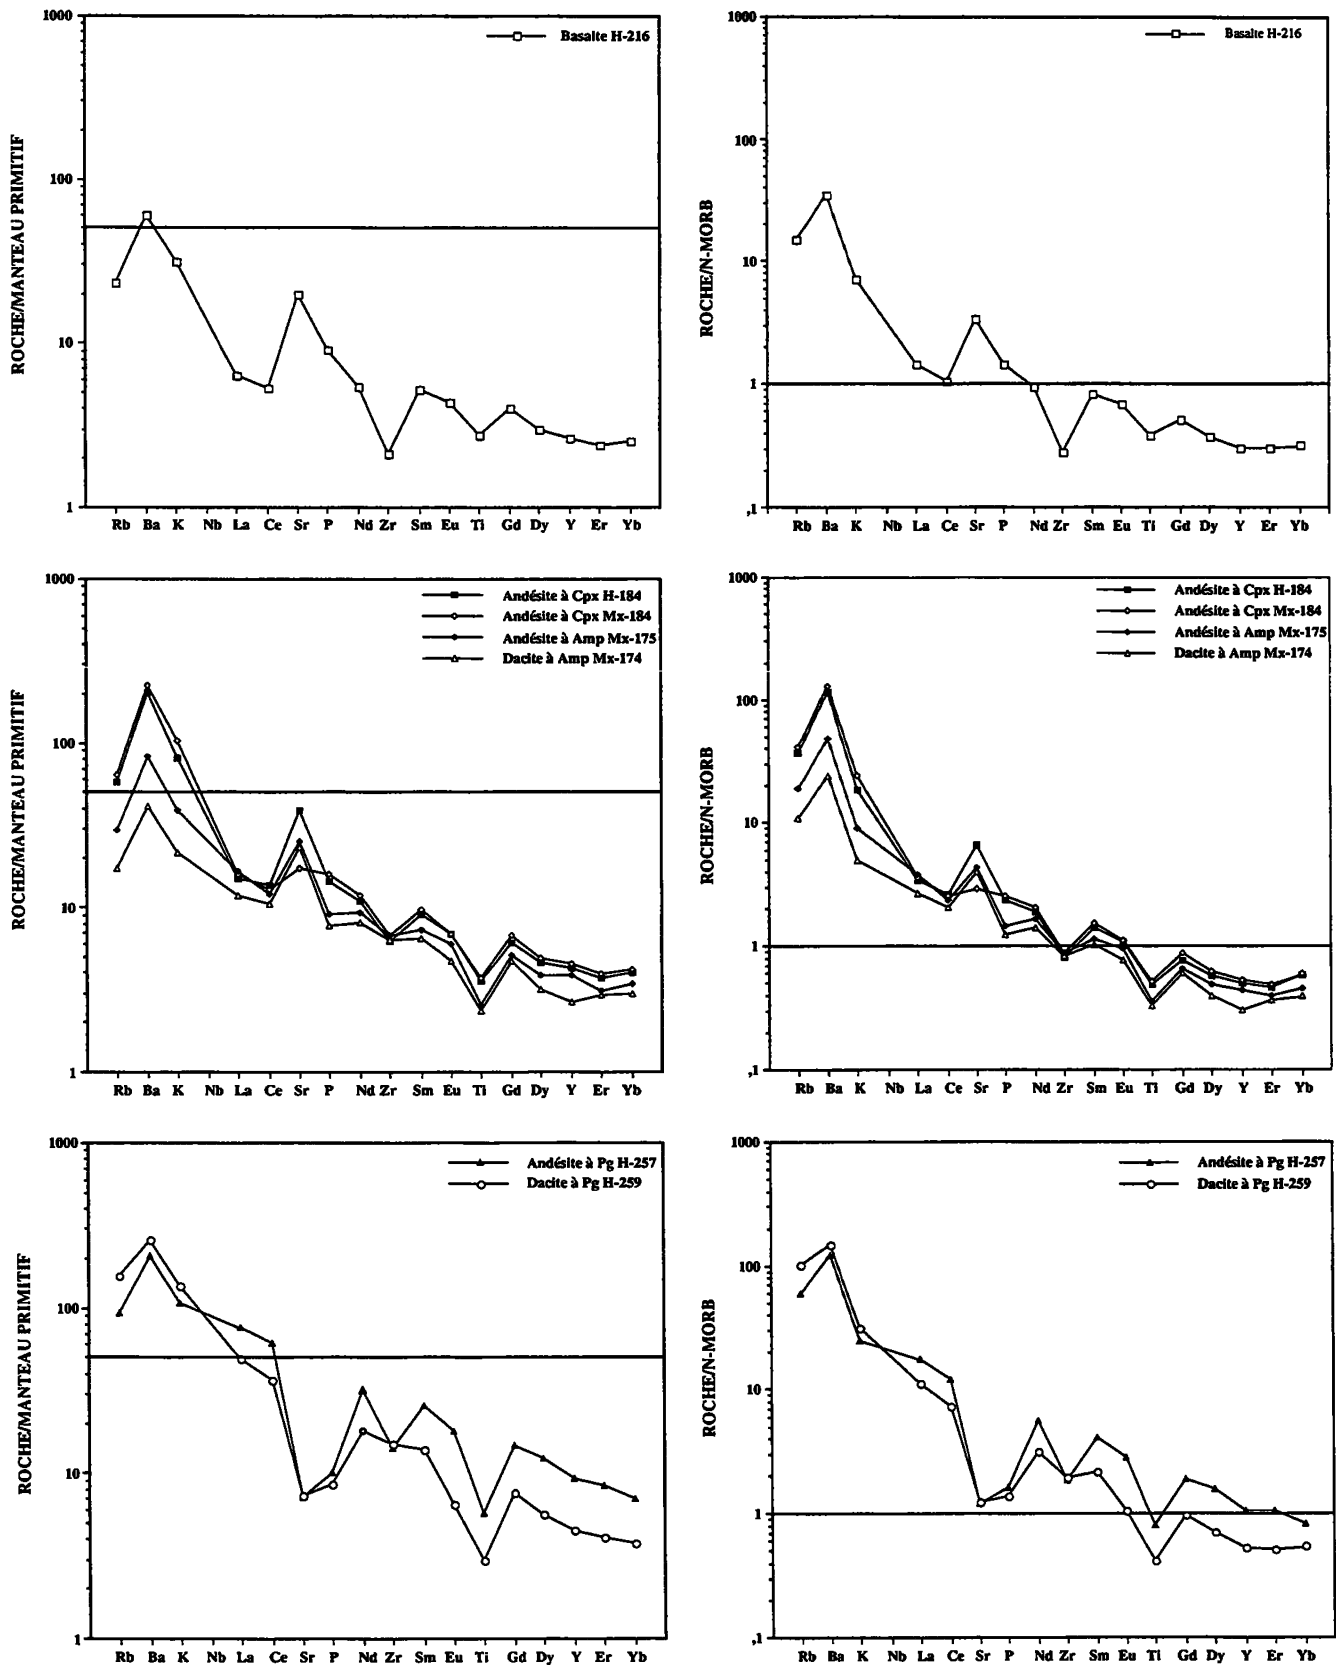 1000
Basalte H-216
100
10
1
ROCHE/MANTEAU PRIMITIF
Rb Ba K Nb La Ce Sr P Nd Zr Sm Eu Ti Gd Dy Y Er Yb
1000
Basalte H-216
100
10
1
,1
ROCHE/N-MORB
Rb Ba K Nb La Ce Sr P Nd Zr Sm Eu Ti Gd Dy Y Er Yb
1000
Andésite à Cpx H-184
Andésite à Cpx Mx-184
Andésite à Amp Mx-175
Dacite à Amp Mx-174
100
10
1
ROCHE/MANTEAU PRIMITIF
Rb Ba K Nb La Ce Sr P Nd Zr Sm Eu Ti Gd Dy Y Er Yb
1000
Andésite à Cpx H-184
Andésite à Cpx Mx-184
Andésite à Amp Mx-175
Dacite à Amp Mx-174
100
10
1
,1
ROCHE/N-MORB
Rb Ba K Nb La Ce Sr P Nd Zr Sm Eu Ti Gd Dy Y Er Yb
1000
Andésite à Pg H-257
Dacite à Pg H-259
100
10
1
ROCHE/MANTEAU PRIMITIF
Rb Ba K Nb La Ce Sr P Nd Zr Sm Eu Ti Gd Dy Y Er Yb
1000
Andésite à Pg H-257
Dacite à Pg H-259
100
10
1
,1
ROCHE/N-MORB
Rb Ba K Nb La Ce Sr P Nd Zr Sm Eu Ti Gd Dy Y Er Yb